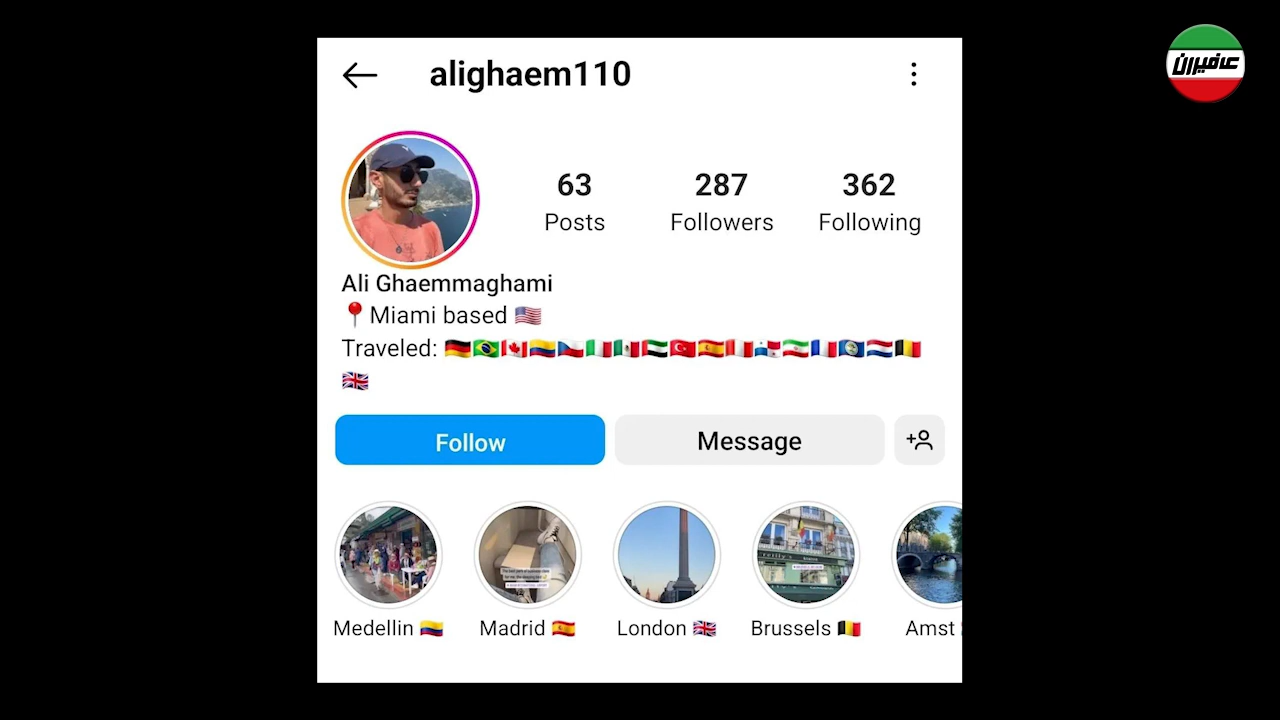 عافیران
alighaem110
63
287
362
Posts
Followers
Following
Ali Ghaemmaghami
Miami based
Traveled:
Follow
Message
Medellin
Madrid
London
Brussels
Amst